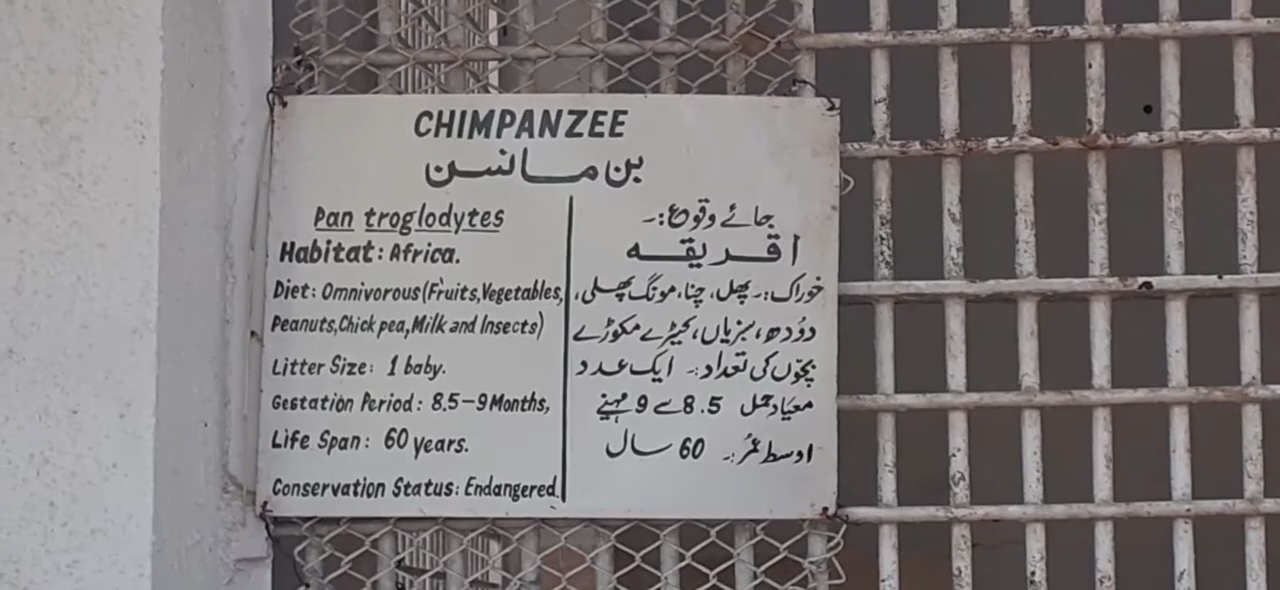 CHIMPANZEE
بن مانس
Pan troglodytes
Habitat: Africa.
Diet: Omnivorous(Fruits,Vegetables,
Peanuts,Chick pea,Milk and Insects)
Litter Size: 1 baby.
Gestation Period: 8.5-9 Months,
Life Span: 60 years.
Conservation Status: Endangered.
جائے وقوع:۔
افریقہ
خوراک:۔ پھل، چنا، مونگ پھلی،
دُودھ، سبزیاں، کیڑے مکوڑے
بچّوں کی تعداد:۔ ایک عدد
معیاد حمل 8.5 سے 9 مہینے
اوسط عمُر:۔ 60 سال